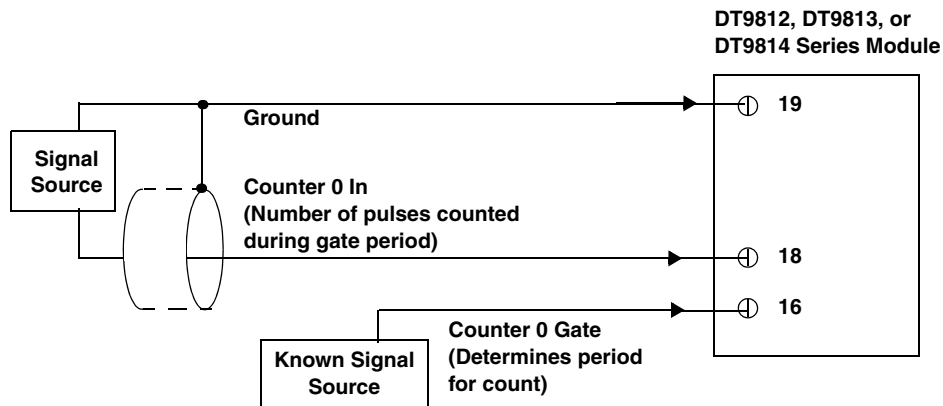 DT9812, DT9813, or
DT9814 Series Module
19
Ground
Signal
Source
Counter 0 In
(Number of pulses counted
during gate period)
18
16
Counter 0 Gate
(Determines period
for count)
Known Signal
Source